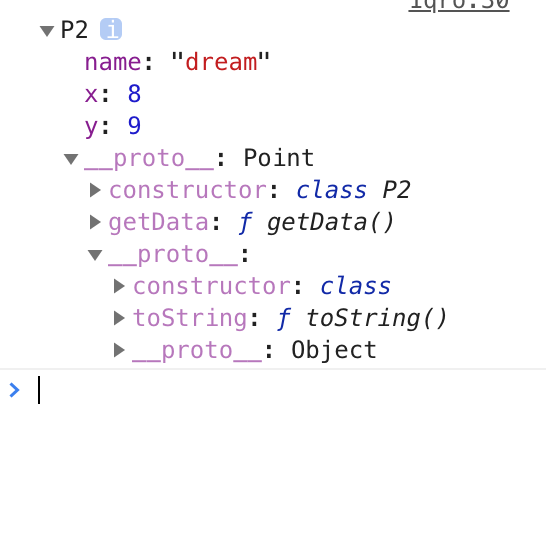 ▼P2 i
name: "dream"
x: 8
y: 9
▼__proto__: Point
▶constructor: class P2
▶getData: ƒ getData()
▼__proto__:
▶constructor: class
▶toString: ƒ toString()
▶__proto__: Object
>